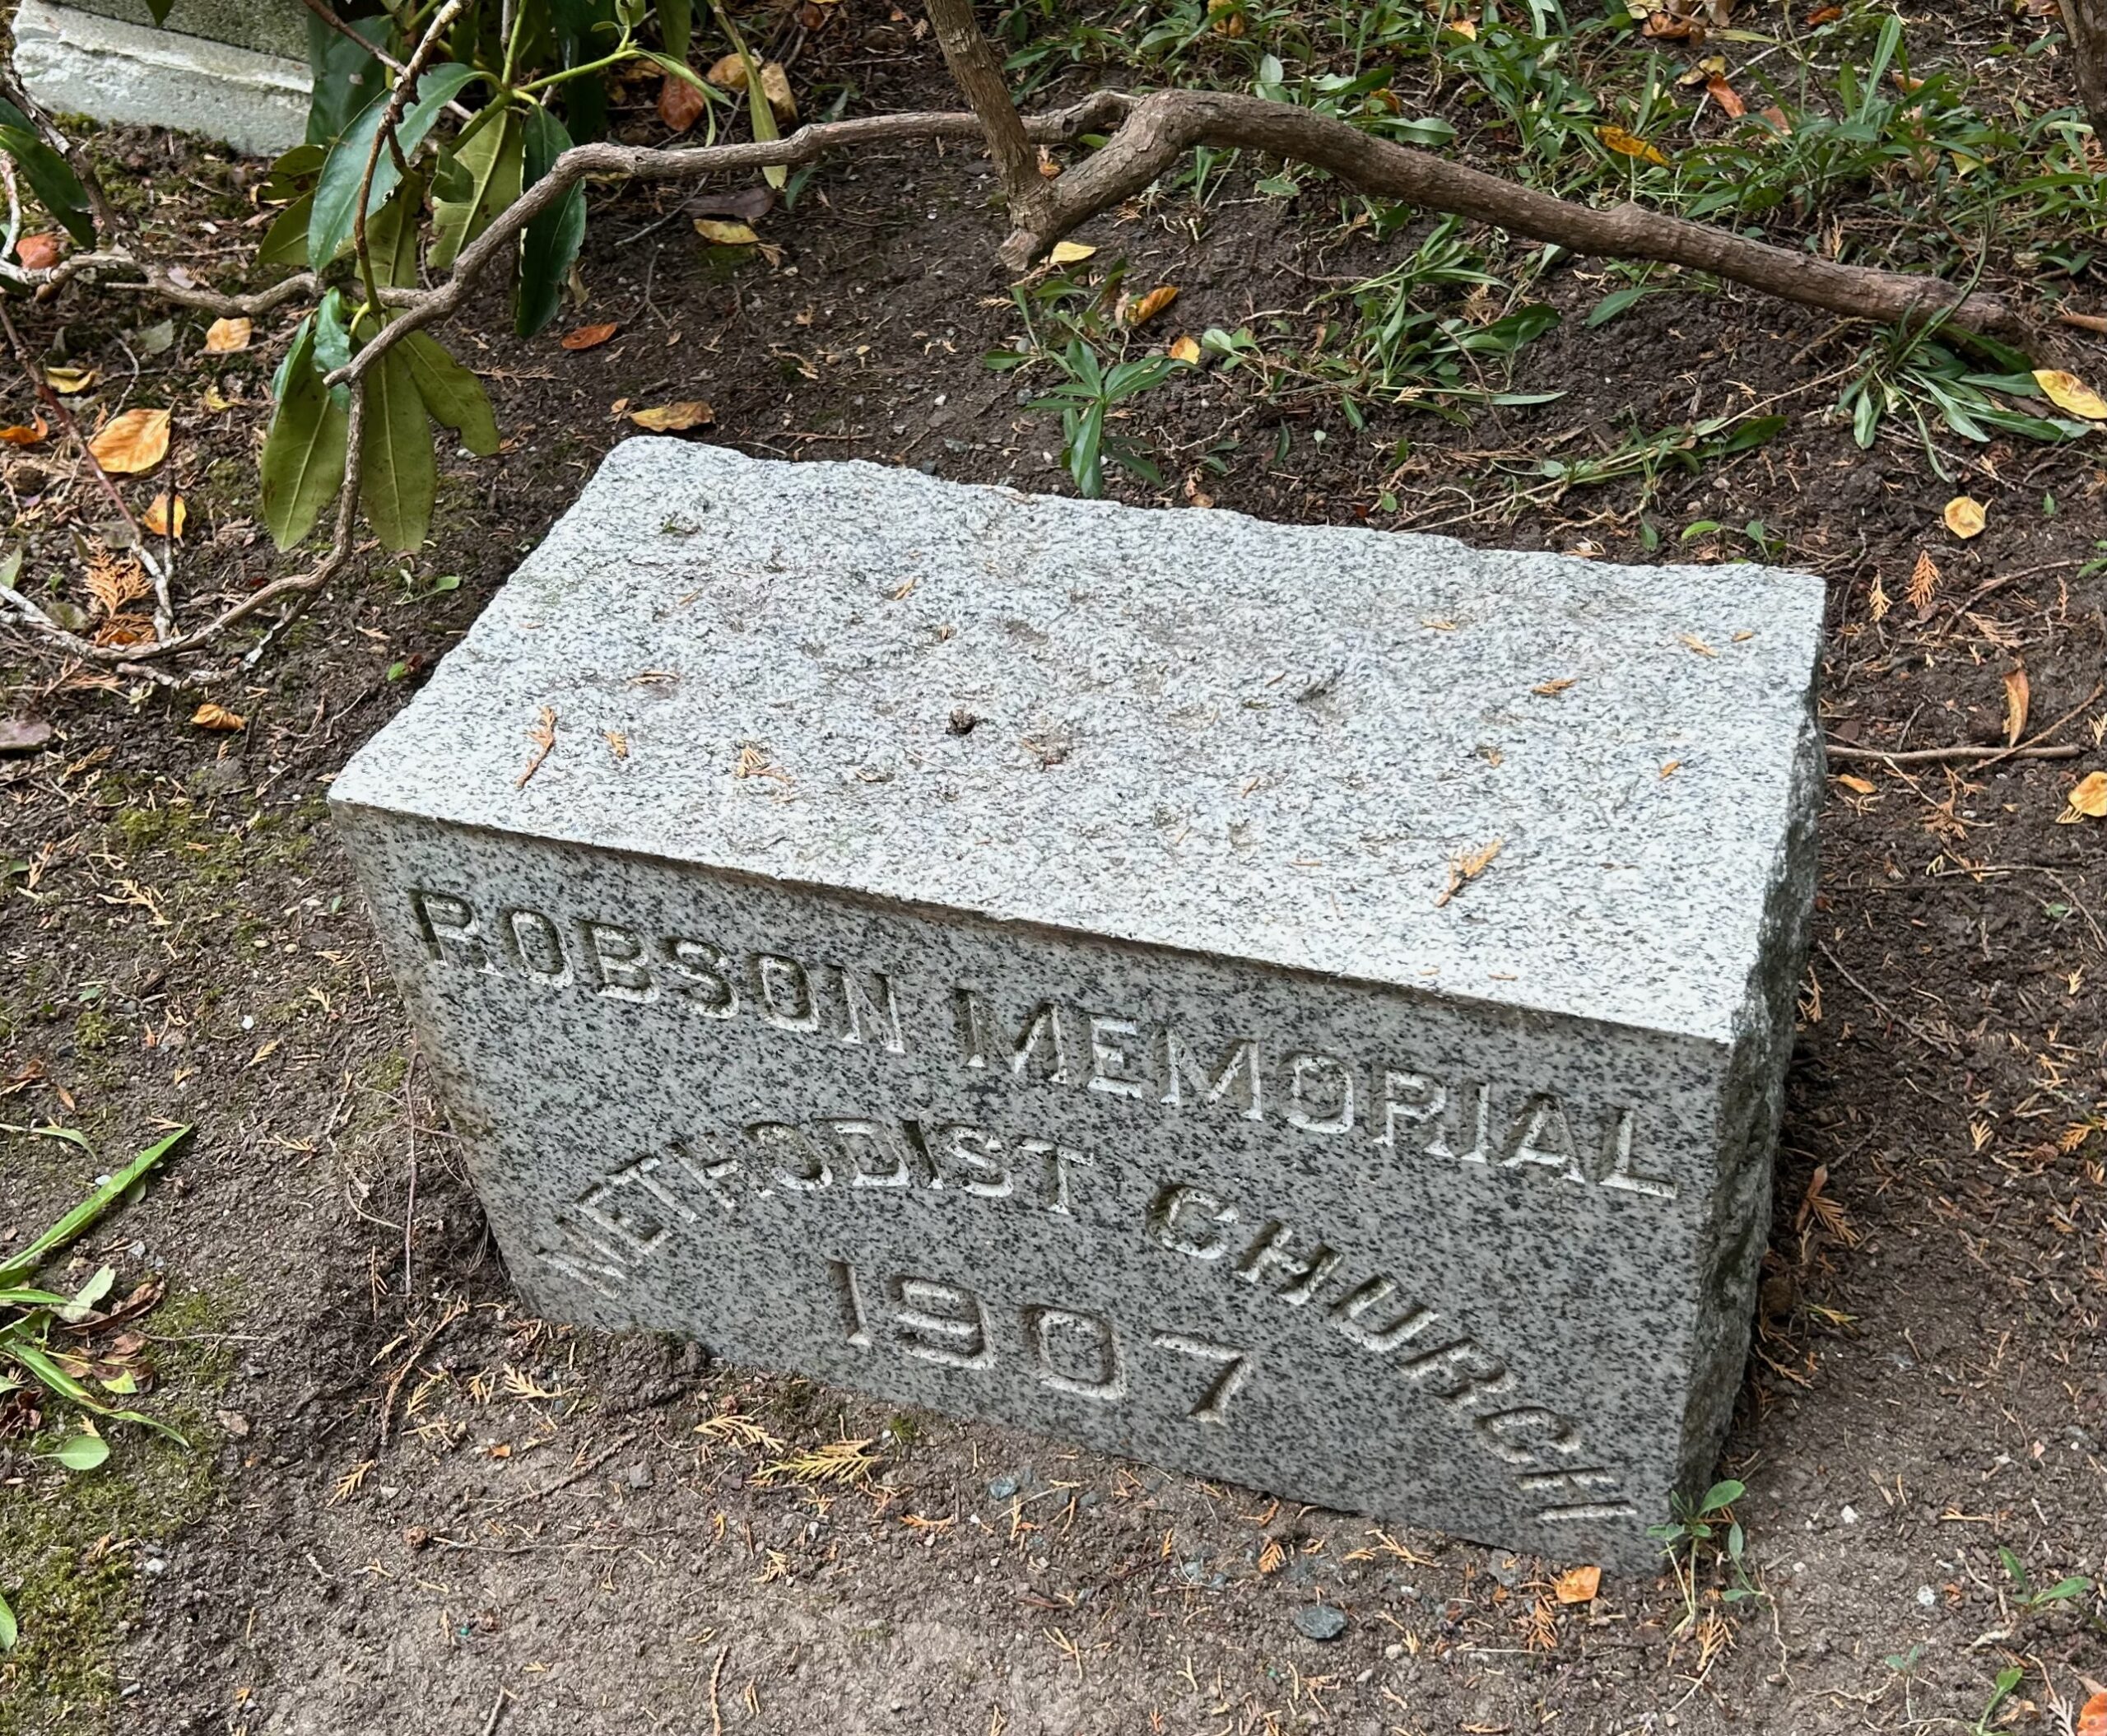 ROBSON MEMORIAL
METHODIST CHURCH
1907